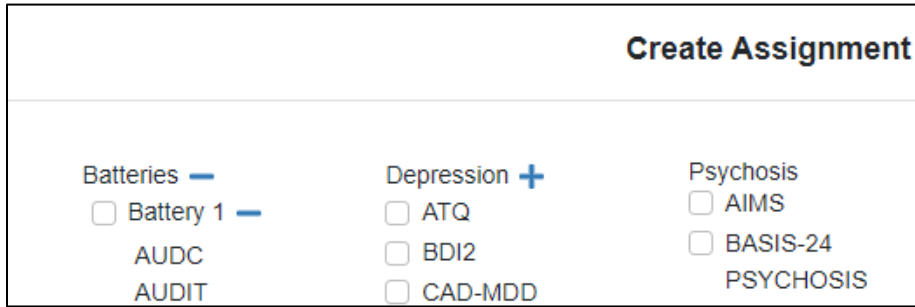 Create Assignment
Batteries
Battery 1
AUDC
AUDIT
Depression
ATQ
BDI2
CAD-MDD
Psychosis
AIMS
BASIS-24
PSYCHOSIS